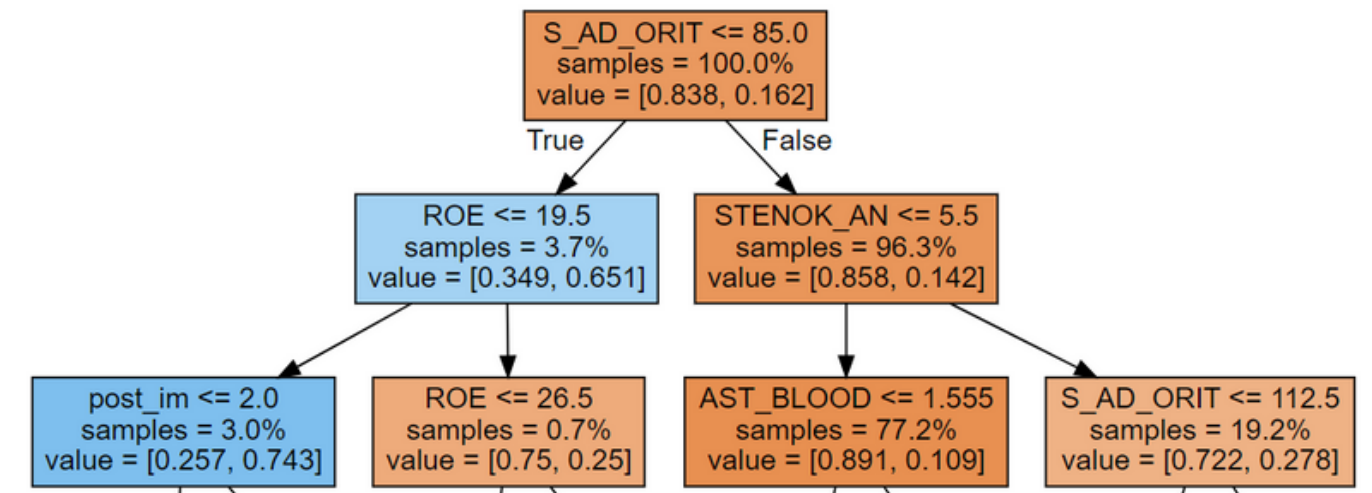 S_AD_ORIT <= 85.0
samples = 100.0%
value = [0.838, 0.162]
True
False
ROE <= 19.5
samples = 3.7%
value = [0.349, 0.651]
STENOK_AN <= 5.5
samples = 96.3%
value = [0.858, 0.142]
post_im <= 2.0
samples = 3.0%
value = [0.257, 0.743]
ROE <= 26.5
samples = 0.7%
value = [0.75, 0.25]
AST_BLOOD <= 1.555
samples = 77.2%
value = [0.891, 0.109]
S_AD_ORIT <= 112.5
samples = 19.2%
value = [0.722, 0.278]